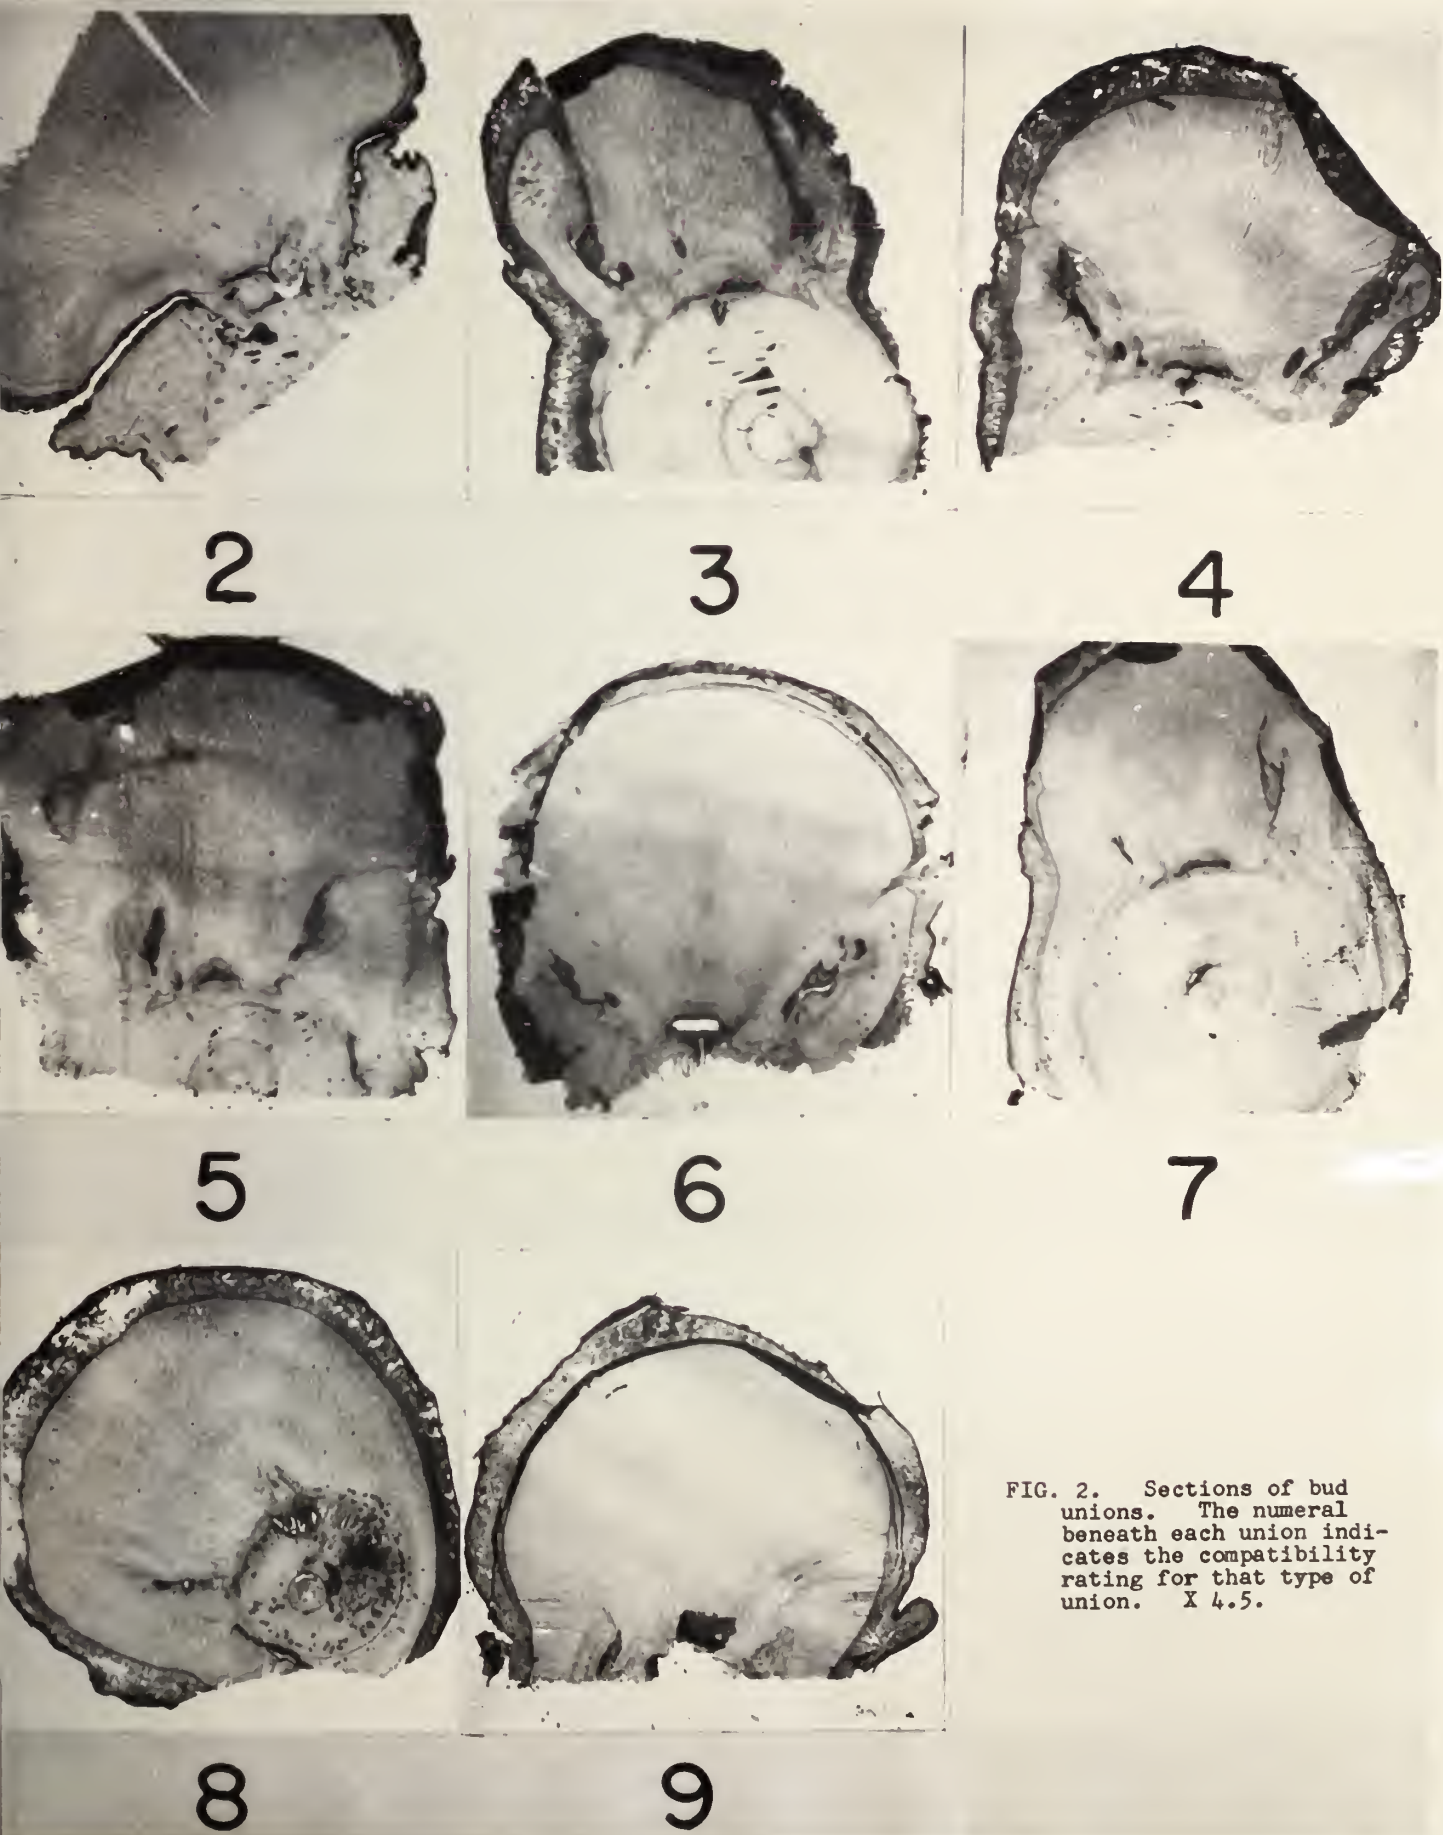 2 3 4
5 6 7
8 9
FIG. 2. Sections of bud
unions. The numeral
beneath each union indi-
cates the compatibility
rating for that type of
union. X 4.5.